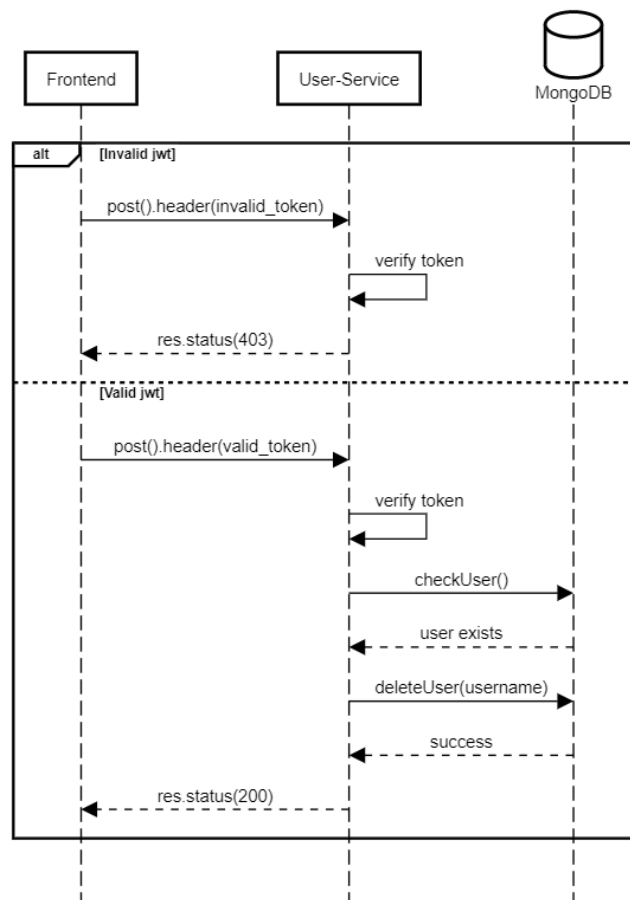 Frontend
User-Service
MongoDB
alt
[Invalid jwt]
post().header(invalid_token)
verify token
res.status(403)
[Valid jwt]
post().header(valid_token)
verify token
checkUser()
user exists
deleteUser(username)
success
res.status(200)